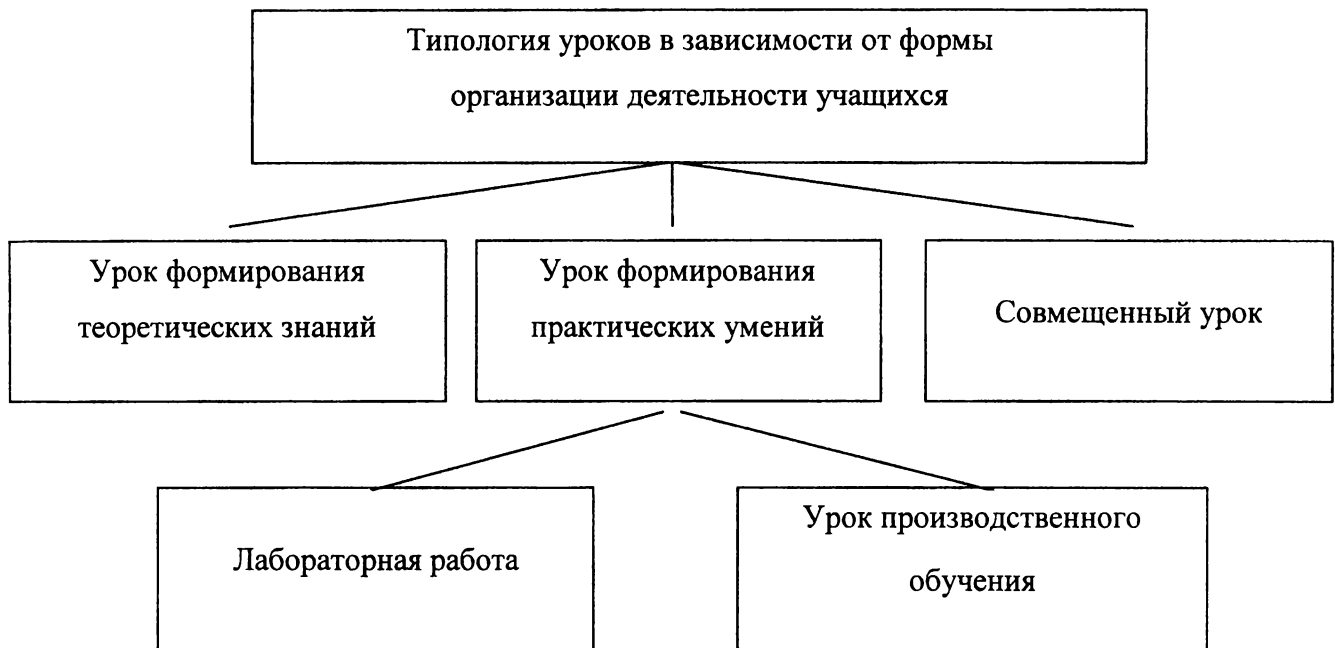 Типология уроков в зависимости от формы
организации деятельности учащихся
Урок формирования
теоретических знаний
Урок формирования
практических умений
Совмещенный урок
Лабораторная работа
Урок производственного
обучения